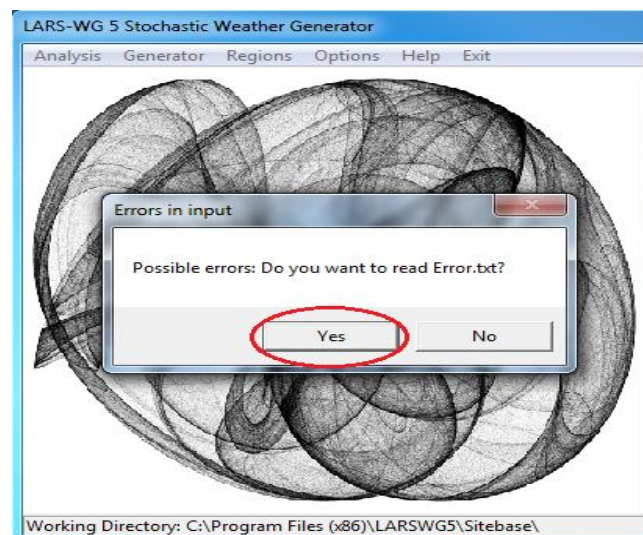 LARS-WG 5 Stochastic Weather Generator
Analysis Generator Regions Options Help Exit
Errors in input
Possible errors: Do you want to read Error.txt?
Yes No
Working Directory: C:\Program Files (x86)\LARSWG5\Sitebase\